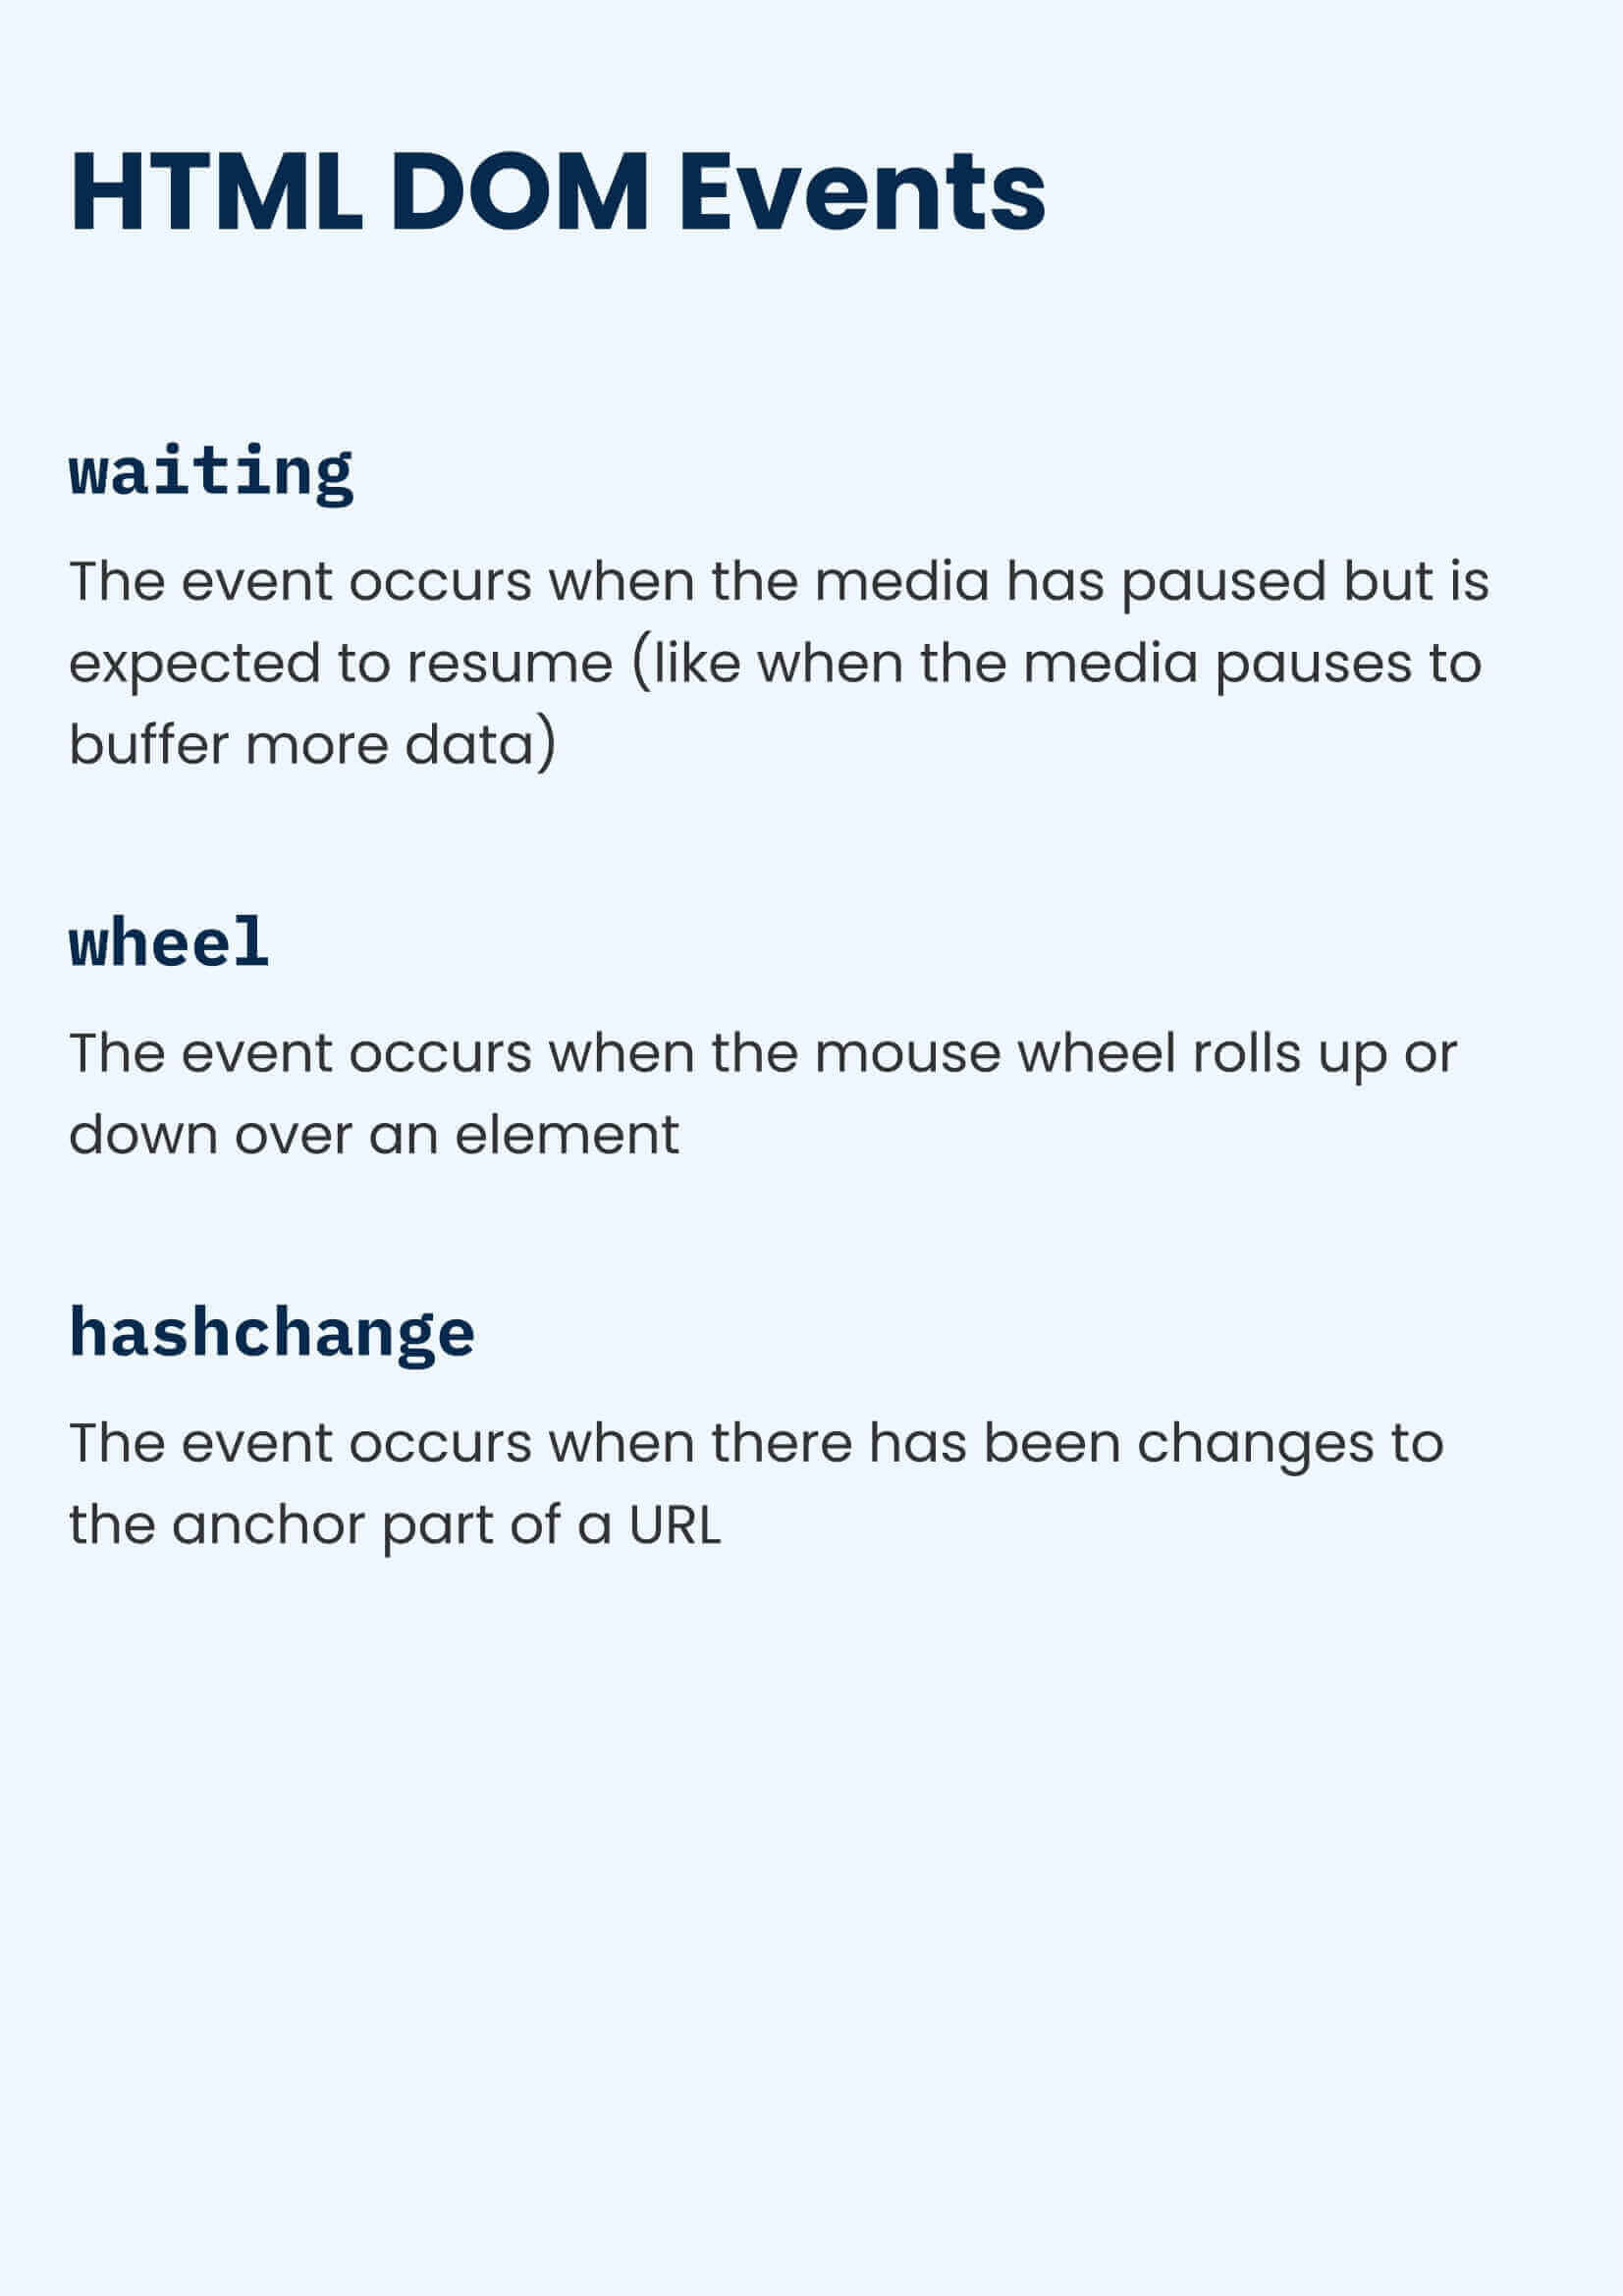 HTML DOM Events
waiting
The event occurs when the media has paused but is
expected to resume (like when the media pauses to
buffer more data)
wheel
The event occurs when the mouse wheel rolls up or
down over an element
hashchange
The event occurs when there has been changes to
the anchor part of a URL